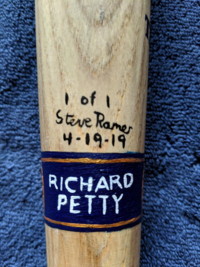 1 of 1
Steve Ramer
4-19-19
RICHARD
PETTY